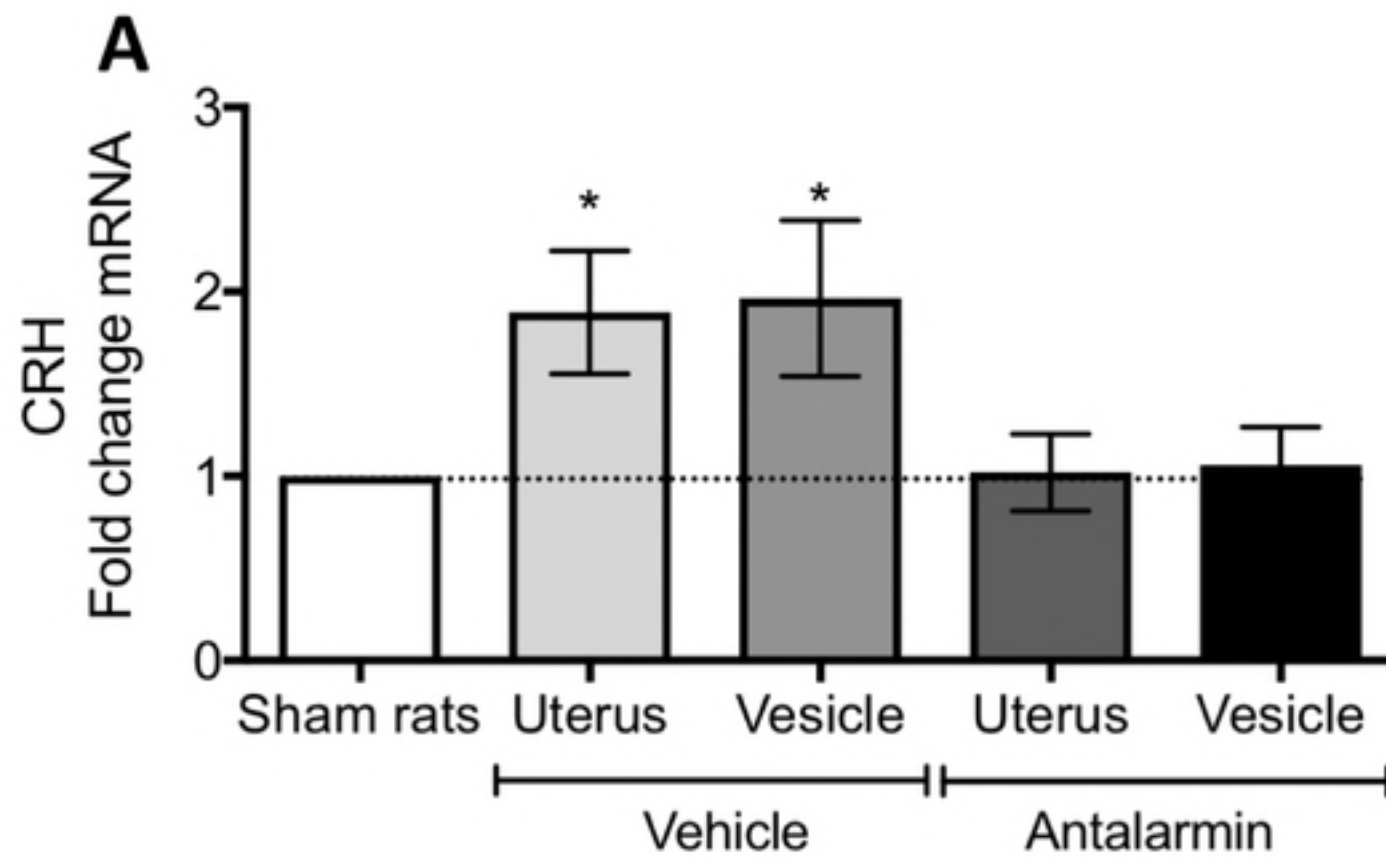 A
CRH
Fold change mRNA
3
2
1
0
*
*
Sham rats Uterus Vesicle Uterus Vesicle
Vehicle Antalarmin